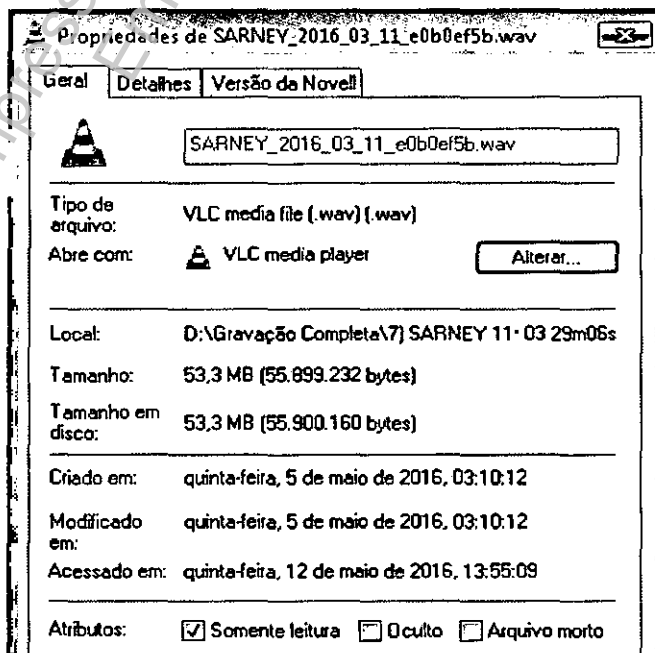 Propriedades de SARNEY_2016_03_11_e0b0ef5b.wav
Geral Detalhes Versão da Novell
SARNEY_2016_03_11_e0b0ef5b.wav
Tipo de
arquivo:
VLC media file (.wav) (.wav)
Abre com: VLC media player Alterar...
Local: D:\Gravação Completa\7) SARNEY 11-03 29m06s
Tamanho: 53,3 MB (55.899.232 bytes)
Tamanho em
disco:
53,3 MB (55.900.160 bytes)
Criado em: quinta-feira, 5 de maio de 2016, 03:10:12
Modificado
em:
quinta-feira, 5 de maio de 2016, 03:10:12
Acessado em: quinta-feira, 12 de maio de 2016, 13:55:09
Atributos: Somente leitura Oculto Arquivo morto